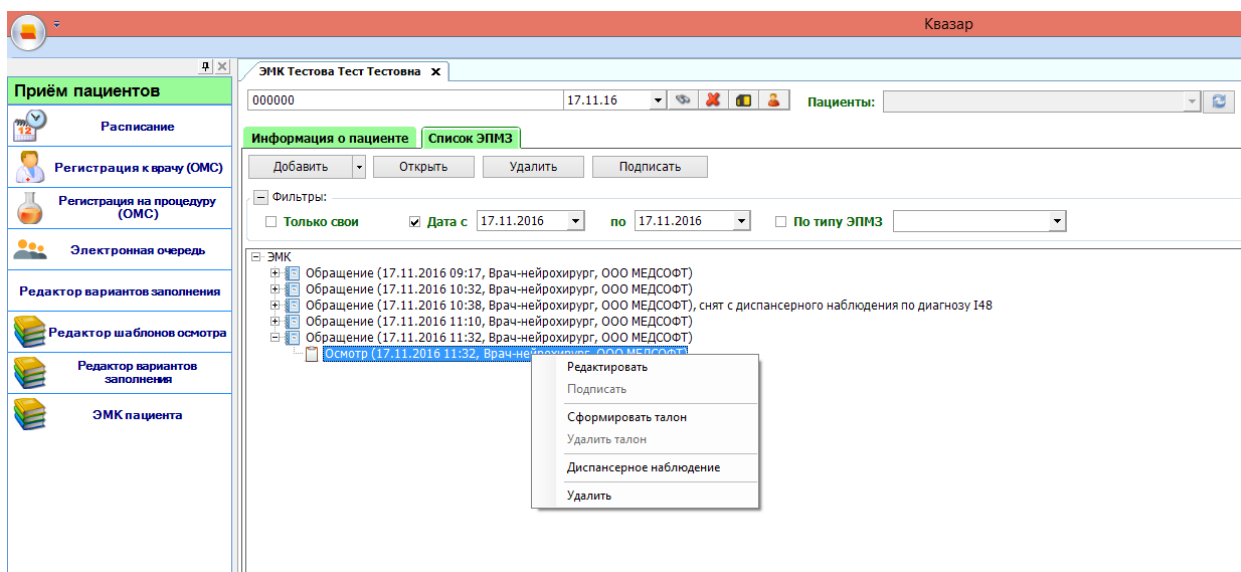 Квазар
ЭМК Тестова Тест Тестовна
Приём пациентов
000000 17.11.16 Пациенты:
12
Расписание
Информация о пациенте Список ЭПМЗ
Регистрация к врачу (ОМС)
Добавить Открыть Удалить Подписать
Регистрация на процедуру
(ОМС)
Фильтры:
Только свои Дата с 17.11.2016 по 17.11.2016 По типу ЭПМЗ
Электронная очередь
Редактор вариантов заполнения
Редактор шаблонов осмотра
Редактор вариантов
заполнения
ЭМК пациента
ЭМК
Обращение (17.11.2016 09:17, Врач-нейрохирург, ООО МЕДСОФТ)
Обращение (17.11.2016 10:32, Врач-нейрохирург, ООО МЕДСОФТ)
Обращение (17.11.2016 10:38, Врач-нейрохирург, ООО МЕДСОФТ), снят с диспансерного наблюдения по диагнозу I48
Обращение (17.11.2016 11:10, Врач-нейрохирург, ООО МЕДСОФТ)
Обращение (17.11.2016 11:32, Врач-нейрохирург, ООО МЕДСОФТ)
Осмотр (17.11.2016 11:32, Врач-нейрохирург, ООО МЕДСОФТ)
Редактировать
Подписать
Сформировать талон
Удалить талон
Диспансерное наблюдение
Удалить